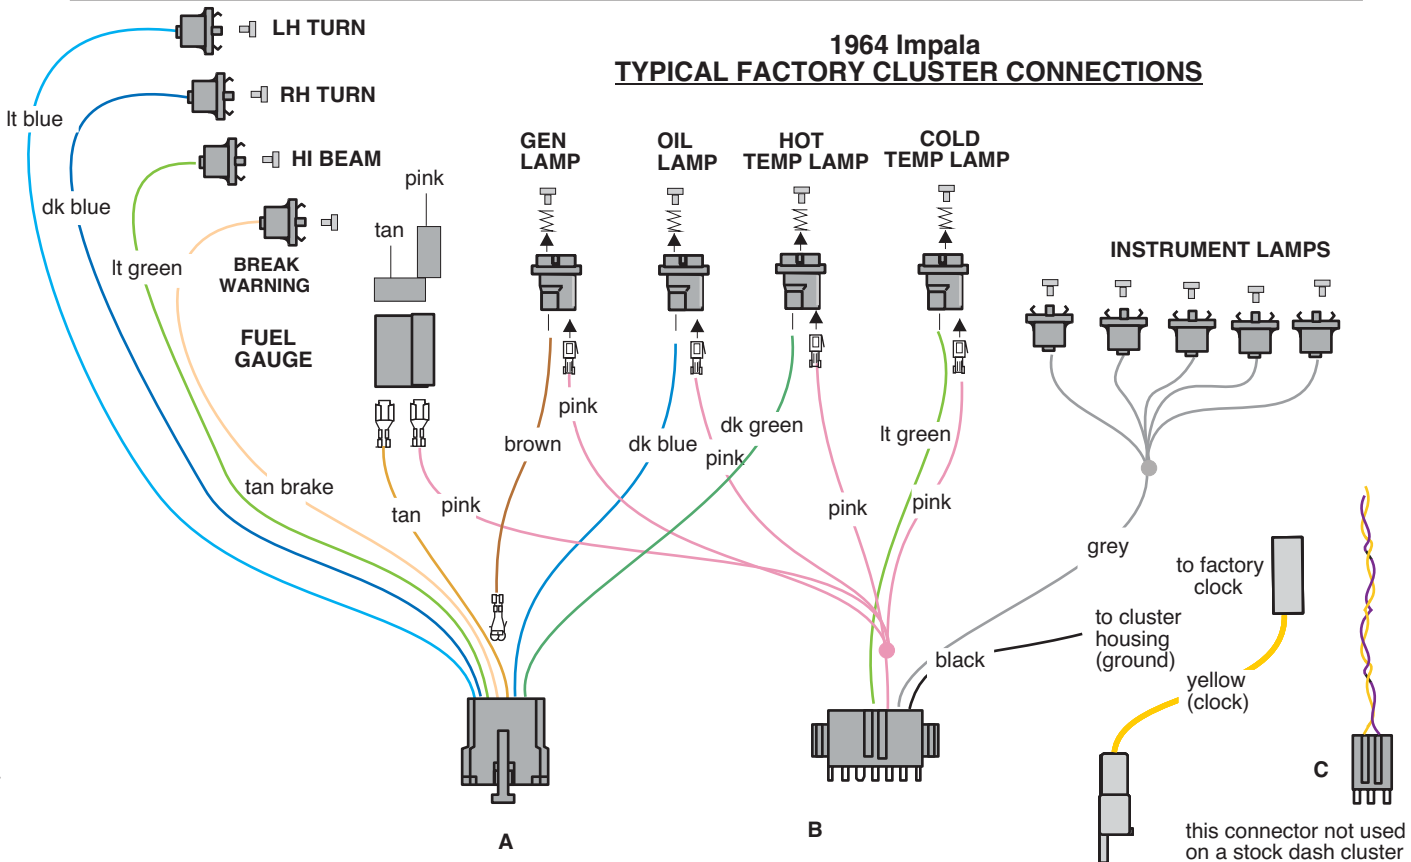 1964 Impala
TYPICAL FACTORY CLUSTER CONNECTIONS
LH TURN
RH TURN
HI BEAM
BREAK
WARNING
lt blue
dk blue
lt green
tan brake
pink
tan
FUEL
GAUGE
tan
pink
GEN
LAMP
OIL
LAMP
HOT
TEMP LAMP
COLD
TEMP LAMP
brown
pink
dk blue
pink
dk green
pink
lt green
pink
INSTRUMENT LAMPS
grey
black
to cluster
housing
(ground)
to factory
clock
yellow
(clock)
A
B
C
this connector not used
on a stock dash cluster